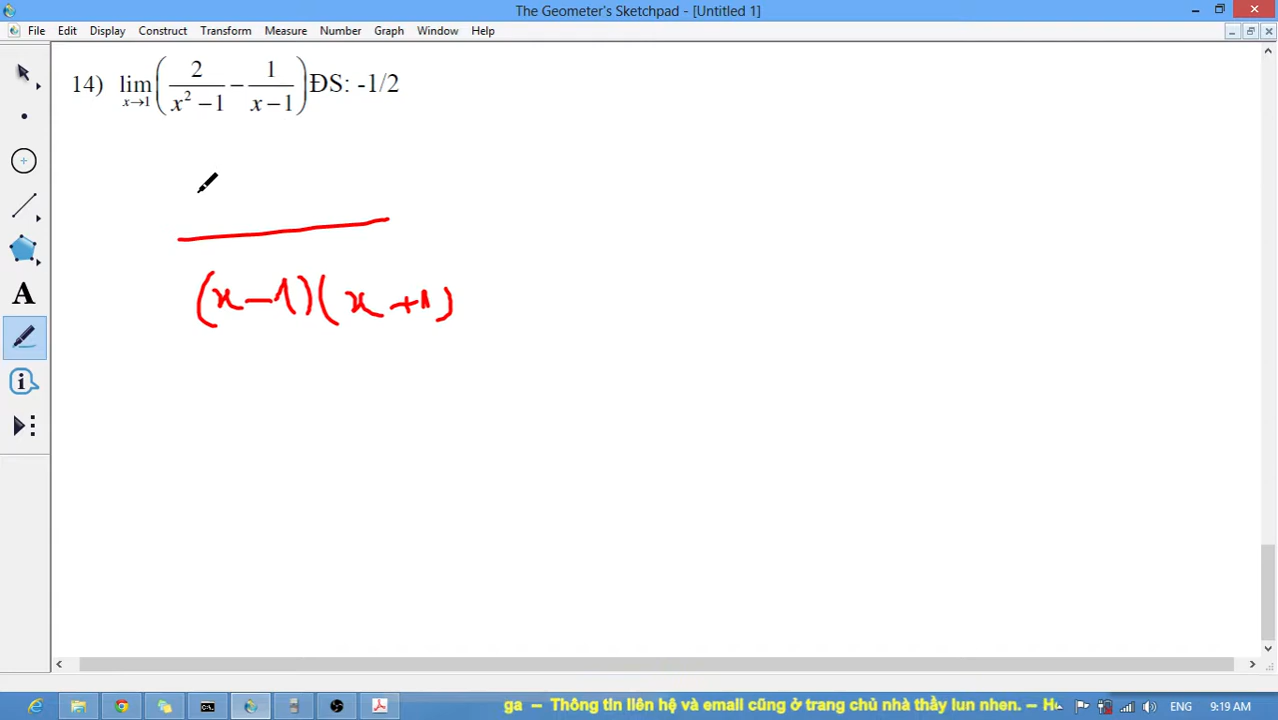 The Geometer's Sketchpad - [Untitled 1]
File Edit Display Construct Transform Measure Number Graph Window Help
14) lim x→1 (2/(x² − 1) − 1/(x − 1)) ĐS: -1/2
(x − 1)(x + 1)
A
ga – Thông tin liên hệ và email cũng ở trang chủ nhà thầy lun nhen. – H
ENG 9:19 AM